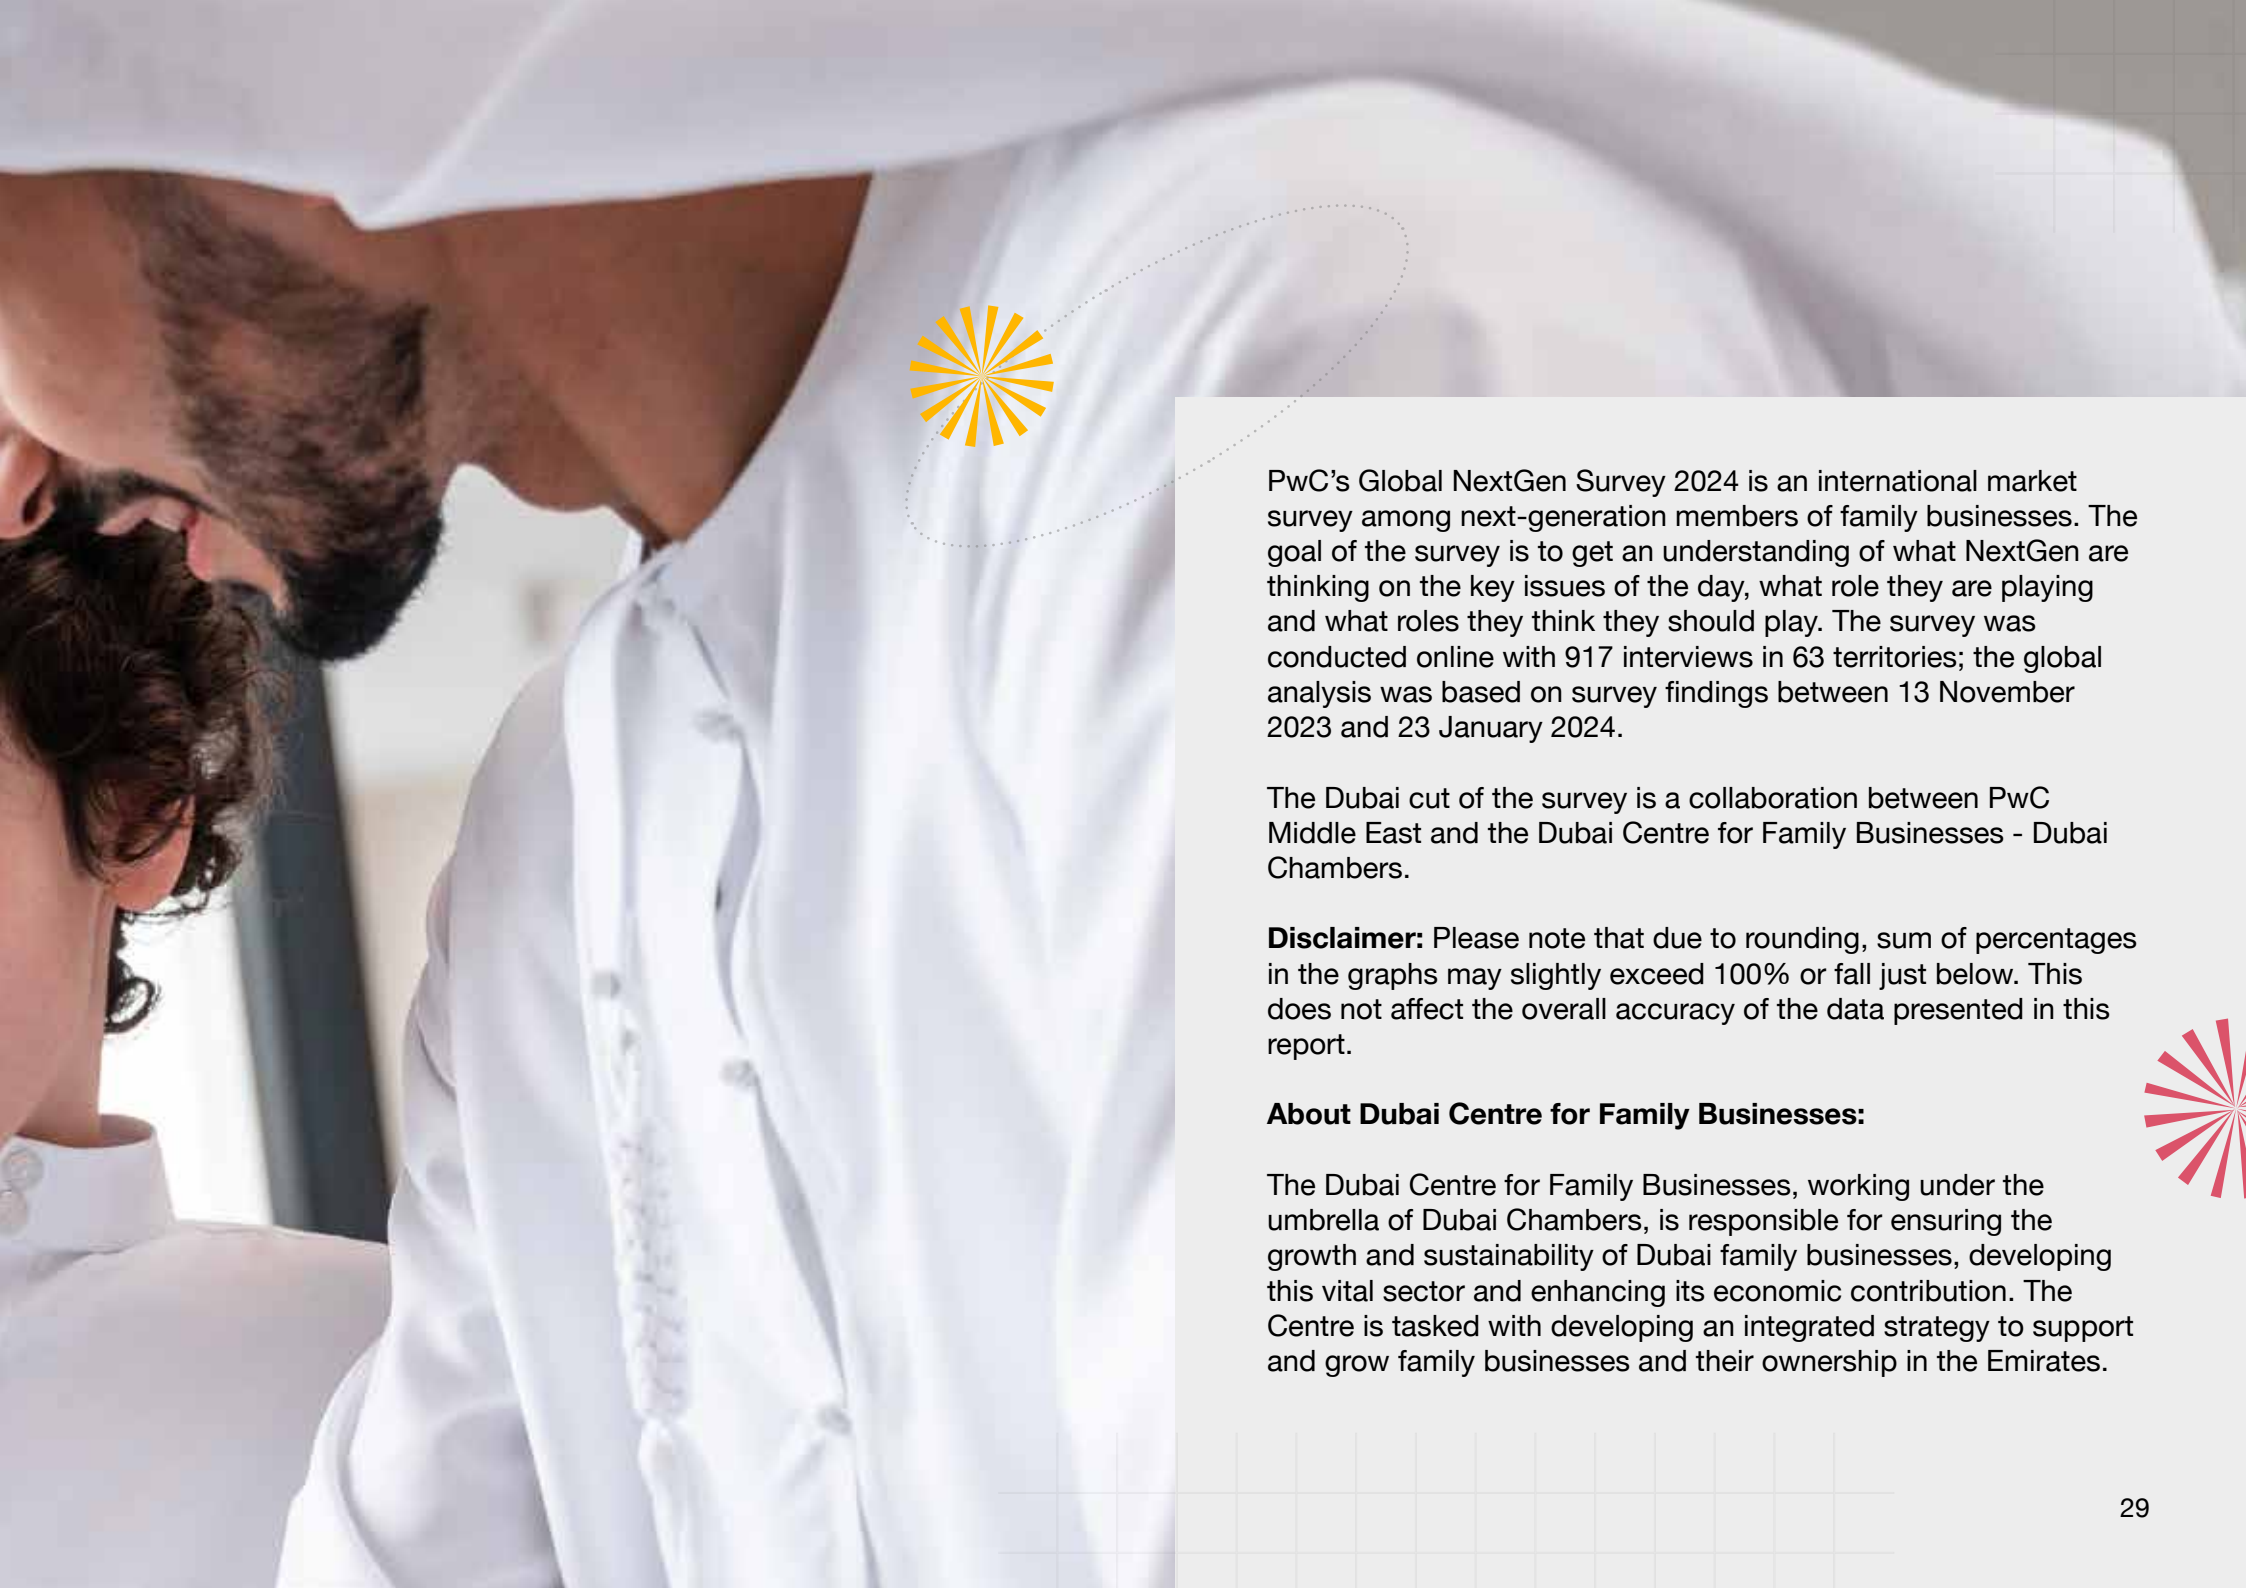 PwC’s Global NextGen Survey 2024 is an international market
survey among next-generation members of family businesses. The
goal of the survey is to get an understanding of what NextGen are
thinking on the key issues of the day, what role they are playing
and what roles they think they should play. The survey was
conducted online with 917 interviews in 63 territories; the global
analysis was based on survey findings between 13 November
2023 and 23 January 2024.
The Dubai cut of the survey is a collaboration between PwC
Middle East and the Dubai Centre for Family Businesses - Dubai
Chambers.
Disclaimer: Please note that due to rounding, sum of percentages
in the graphs may slightly exceed 100% or fall just below. This
does not affect the overall accuracy of the data presented in this
report.
About Dubai Centre for Family Businesses:
The Dubai Centre for Family Businesses, working under the
umbrella of Dubai Chambers, is responsible for ensuring the
growth and sustainability of Dubai family businesses, developing
this vital sector and enhancing its economic contribution. The
Centre is tasked with developing an integrated strategy to support
and grow family businesses and their ownership in the Emirates.
29